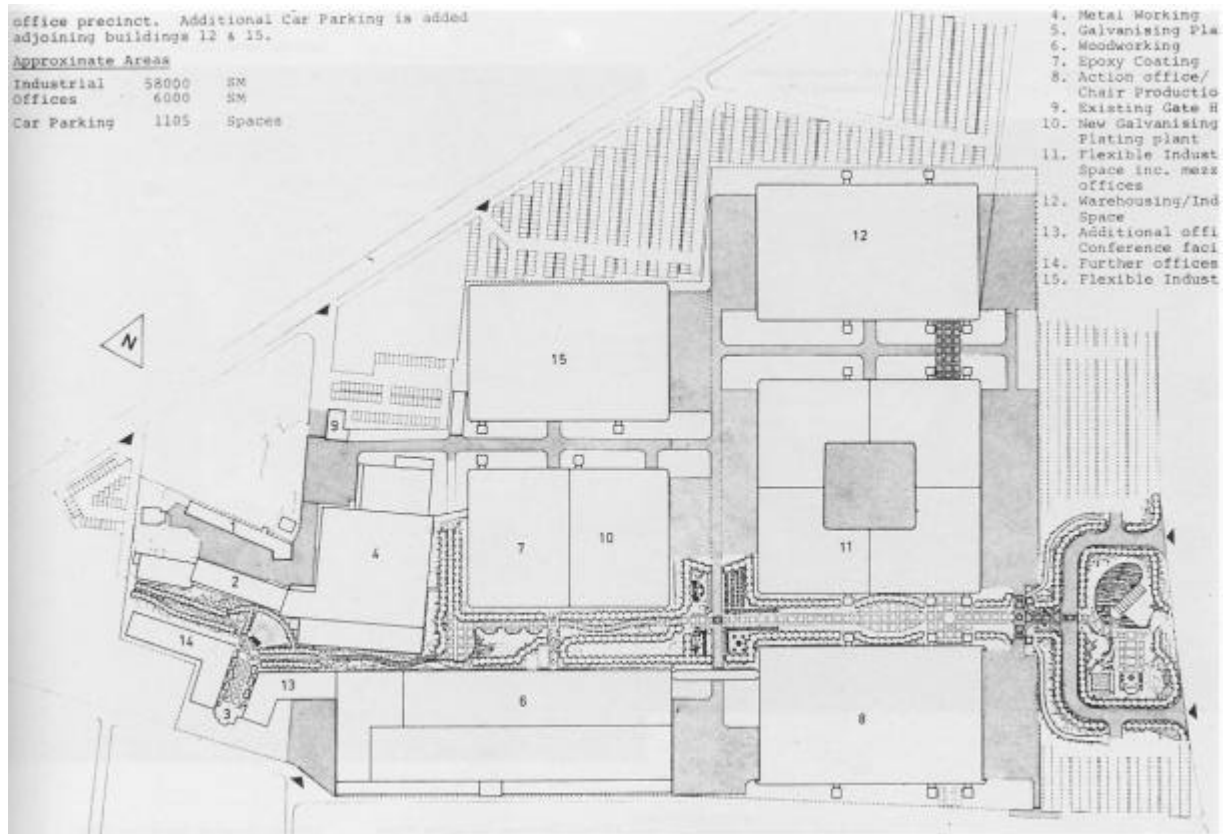 office precinct. Additional Car Parking is added
adjoining buildings 12 & 15.
Approximate Areas
Industrial 58000 SM
Offices 6000 SM
Car Parking 1105 Spaces
4. Metal Working
5. Galvanising Pla
6. Woodworking
7. Epoxy Coating
8. Action office/
Chair Productio
9. Existing Gate H
10. New Galvanising
Plating plant
11. Flexible Indust
Space inc. mezz
offices
12. Warehousing/Ind
Space
13. Additional offi
Conference faci
14. Further offices
15. Flexible Indust
N
12
15
9
1
4
7
10
11
2
14
13
6
3
8